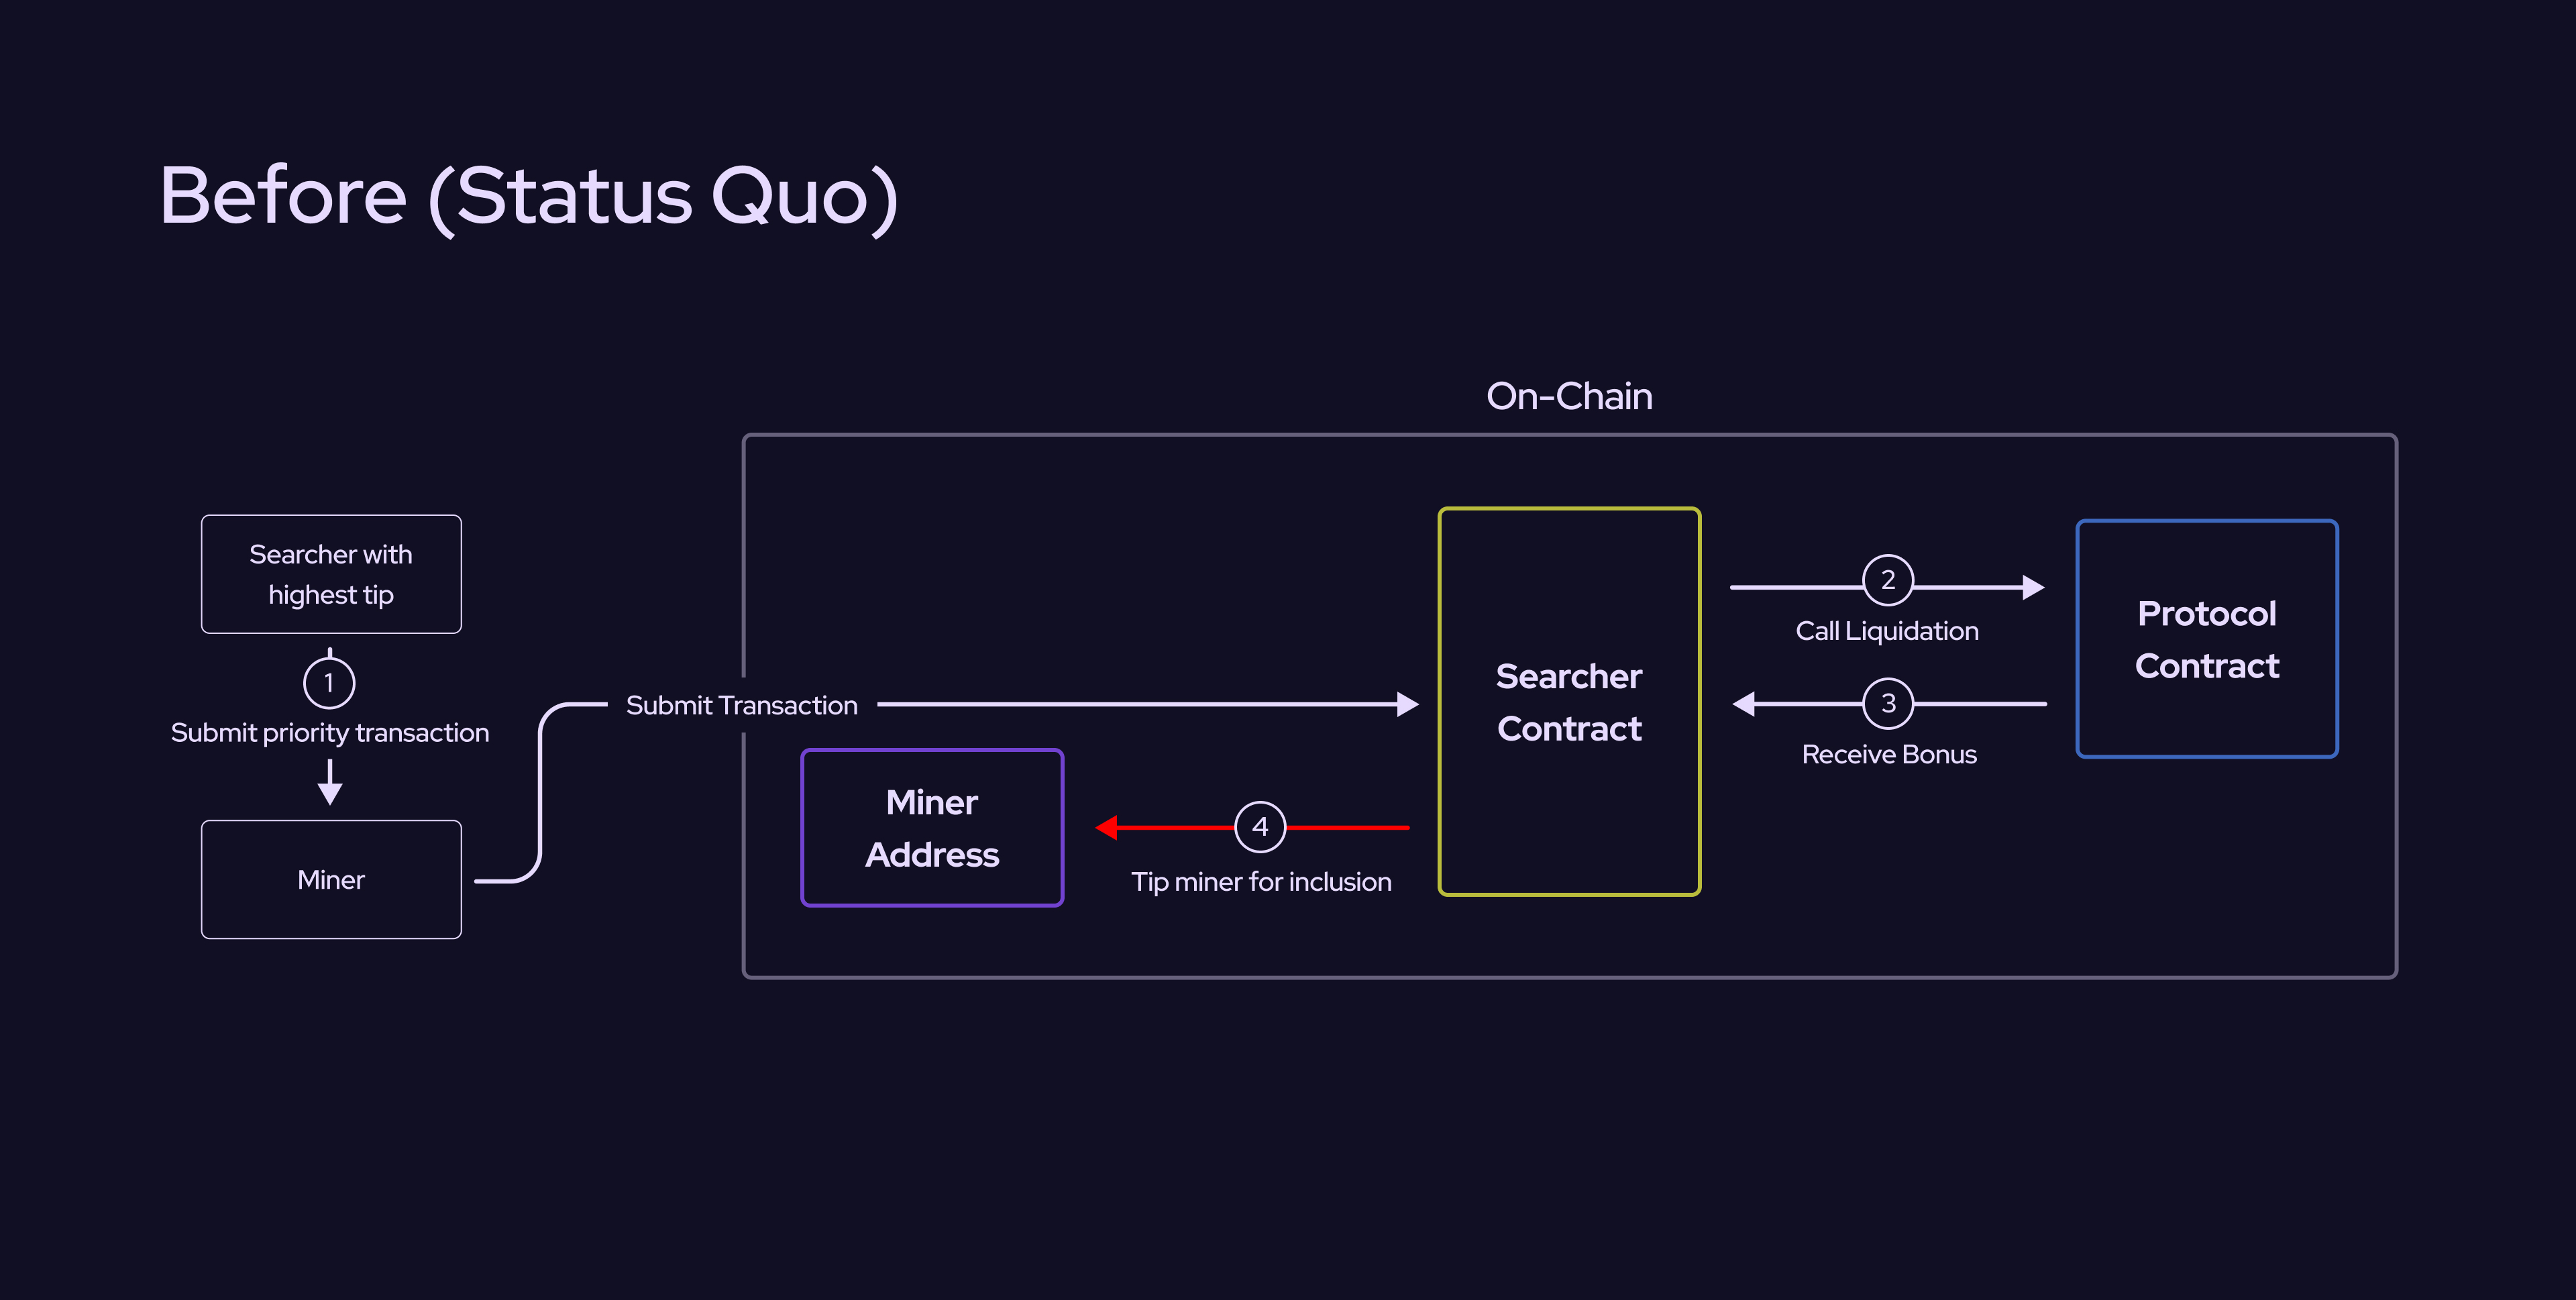 Before (Status Quo)
On-Chain
Searcher with
highest tip
1
Submit priority transaction
Miner
Submit Transaction
Miner
Address
4
Tip miner for inclusion
Searcher
Contract
2
Call Liquidation
3
Receive Bonus
Protocol
Contract